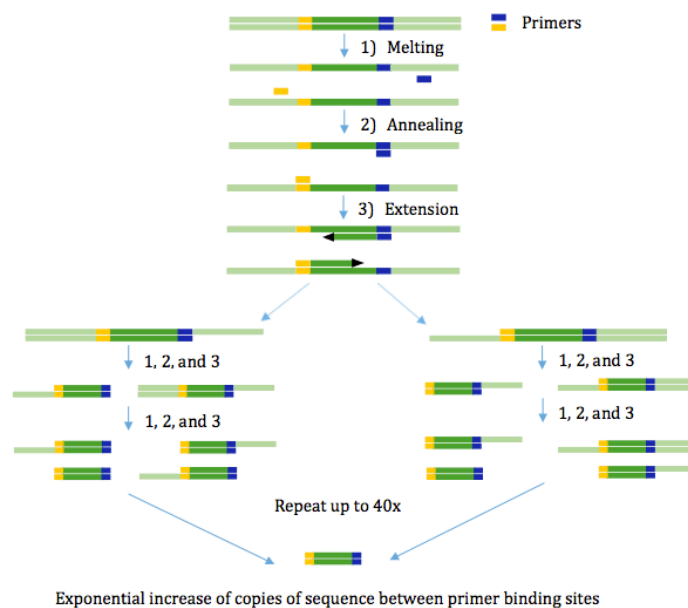 Primers
1) Melting
2) Annealing
3) Extension
1, 2, and 3
1, 2, and 3
1, 2, and 3
1, 2, and 3
Repeat up to 40x
Exponential increase of copies of sequence between primer binding sites